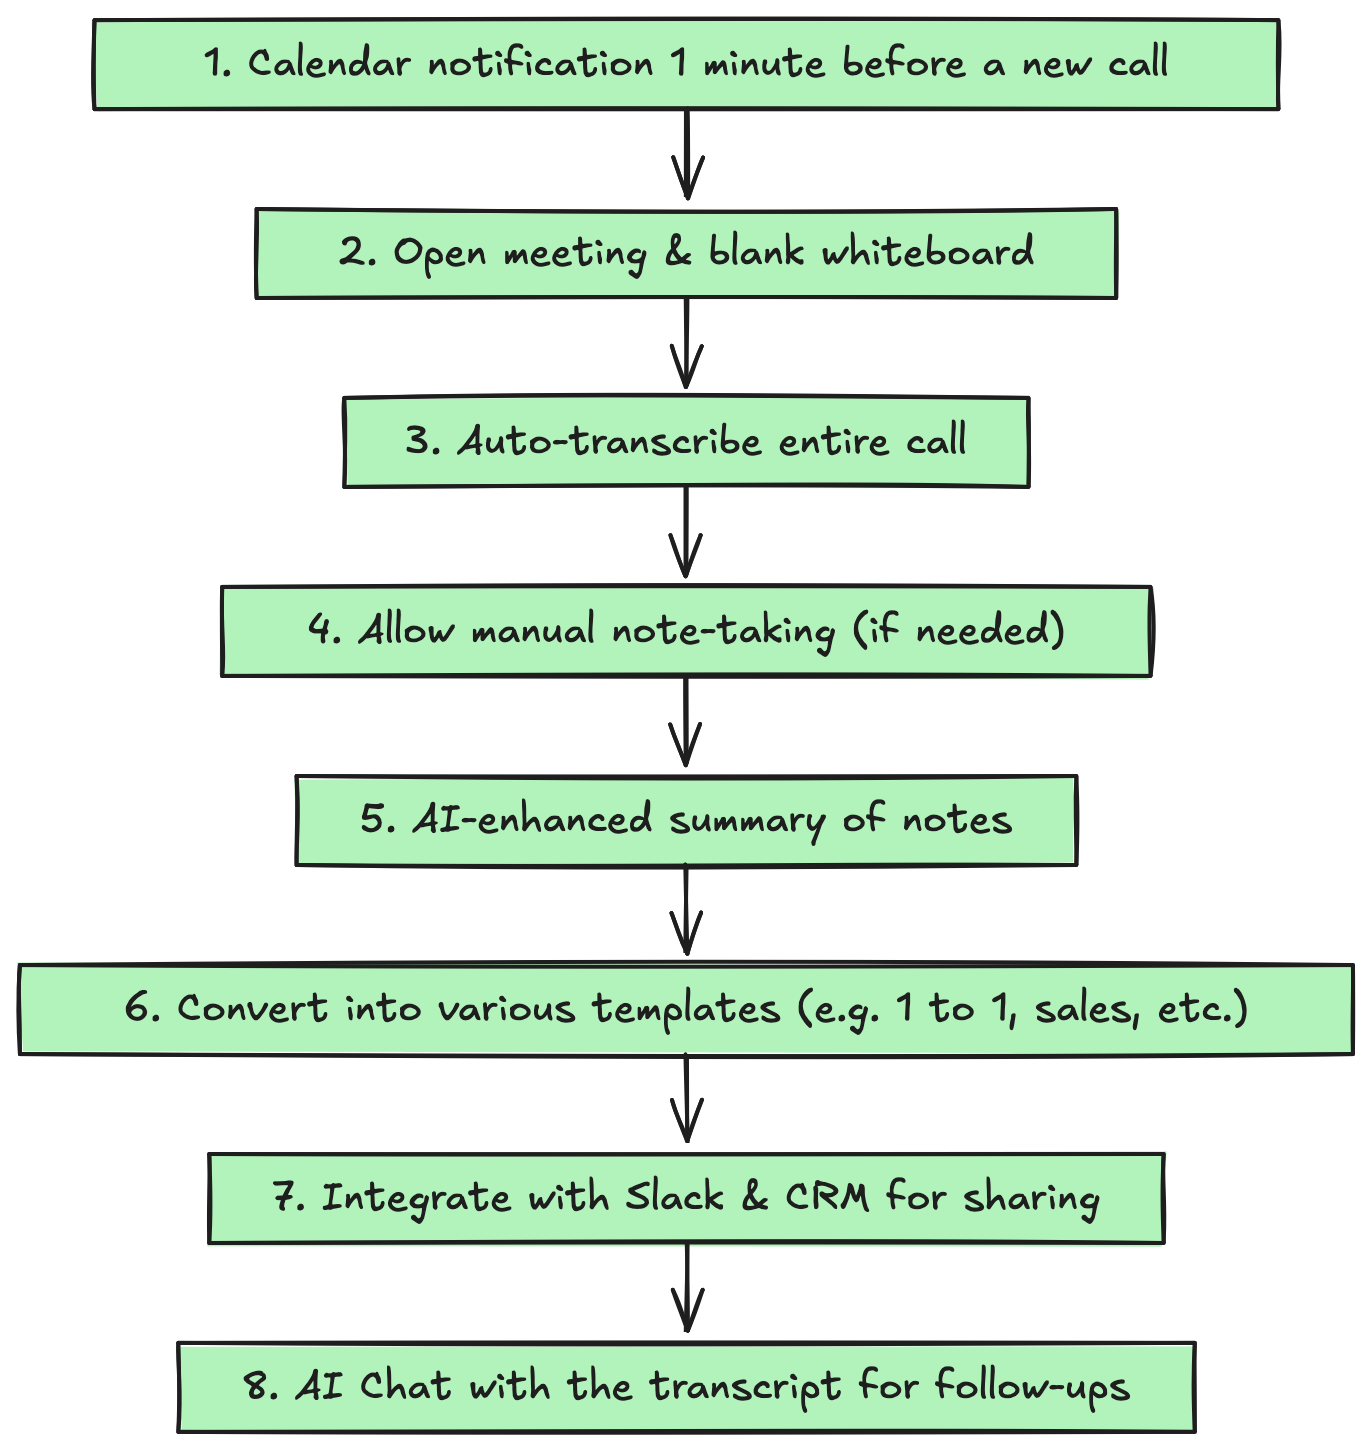 1. Calendar notification 1 minute before a new call
2. Open meeting & blank whiteboard
3. Auto-transcribe entire call
4. Allow manual note-taking (if needed)
5. AI-enhanced summary of notes
6. Convert into various templates (e.g. 1 to 1, sales, etc.)
7. Integrate with Slack & CRM for sharing
8. AI Chat with the transcript for follow-ups